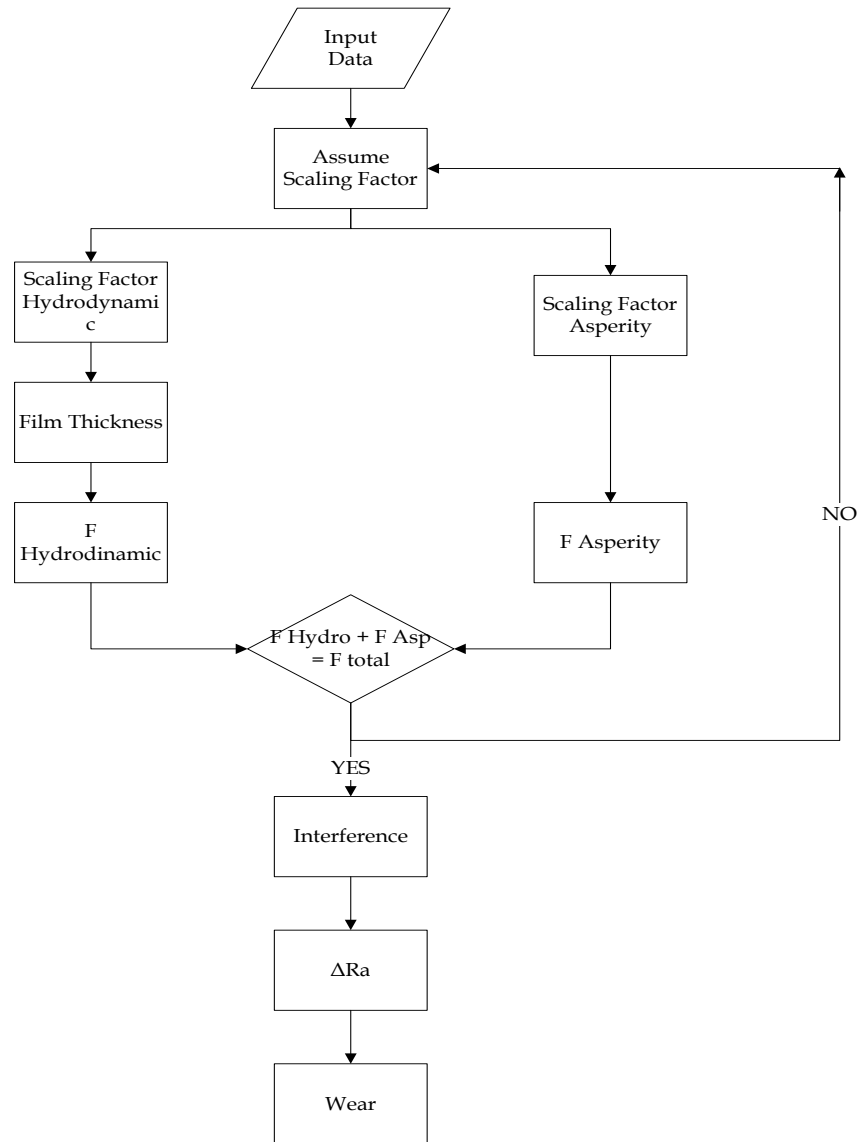 Input
Data
Assume
Scaling Factor
Scaling Factor
Hydrodynami
c
Scaling Factor
Asperity
Film Thickness
F
Hydrodinamic
F Asperity
NO
F Hydro + F Asp
= F total
YES
Interference
ΔRa
Wear